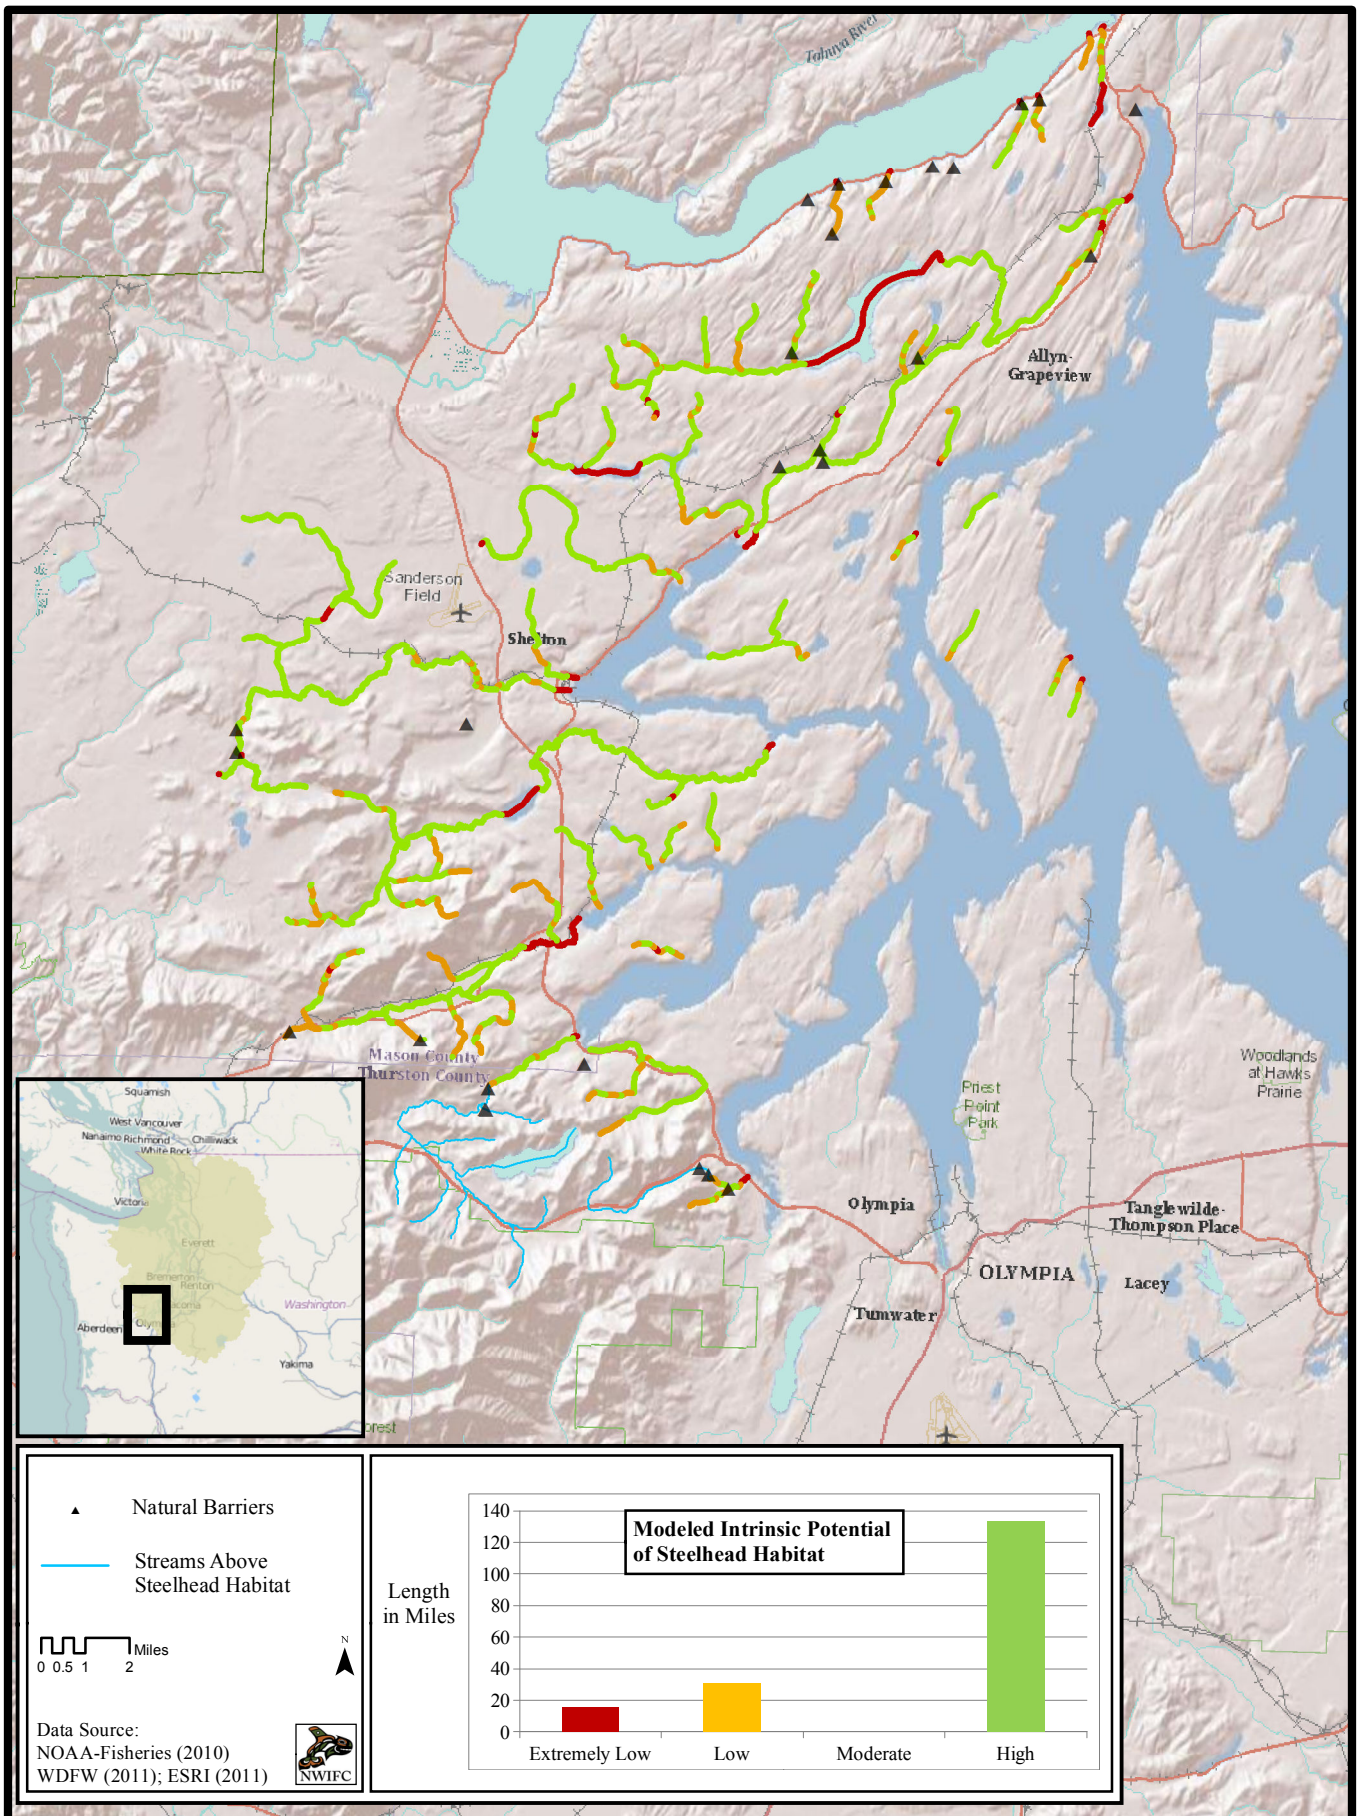 Tahuya River
Allyn-
Grapeview
Sanderson
Field
Shelton
Mason County
Thurston County
Woodlands
at Hawks
Prairie
Priest
Point
Park
Olympia
Tanglewilde-
Thompson Place
OLYMPIA
Lacey
Tumwater
orest
Squamish
West Vancouver
Nanaimo Richmond
Chilliwack
White Rock
Victoria
Everett
Bremerton
Renton
Washington
Aberdeen
Yakima
Natural Barriers
Streams Above
Steelhead Habitat
Miles
0 0.5 1 2
N
Data Source:
NOAA-Fisheries (2010)
WDFW (2011); ESRI (2011)
NWIFC
Modeled Intrinsic Potential
of Steelhead Habitat
Length
in Miles
140
120
100
80
60
40
20
0
Extremely Low
Low
Moderate
High